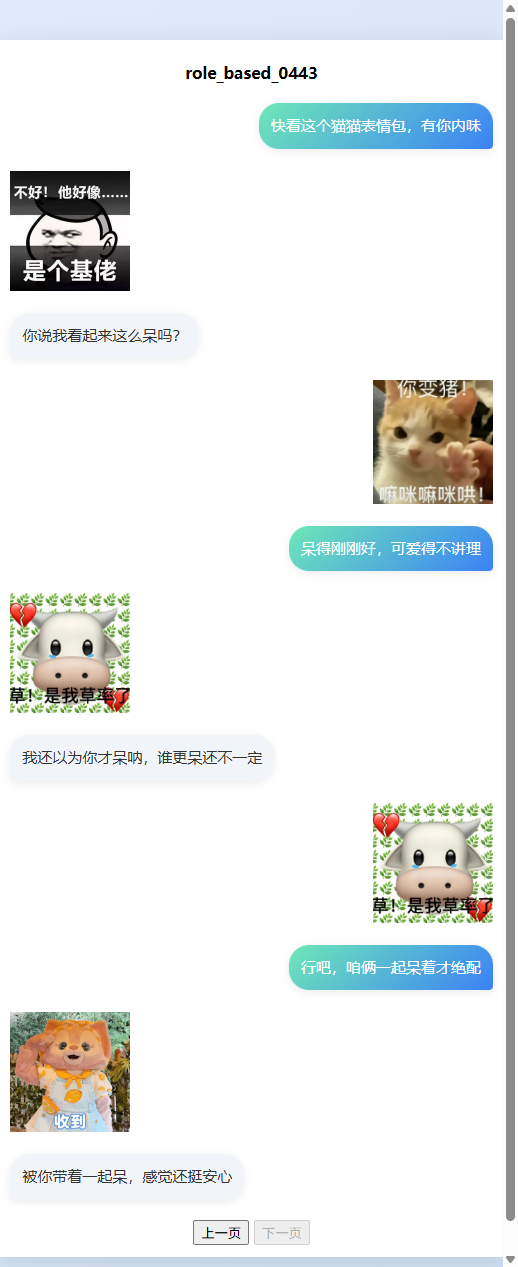 role_based_0443
快看这个猫猫表情包，有你内味
不好！他好像……
是个基佬
你说我看起来这么呆吗？
你变猪！
嘛咪嘛咪哄！
呆得刚刚好，可爱得不讲理
草！是我草率了
我还以为你才呆呐，谁更呆还不一定
草！是我草率了
行吧，咱俩一起呆着才绝配
收到
被你带着一起呆，感觉还挺安心
上一页 下一页